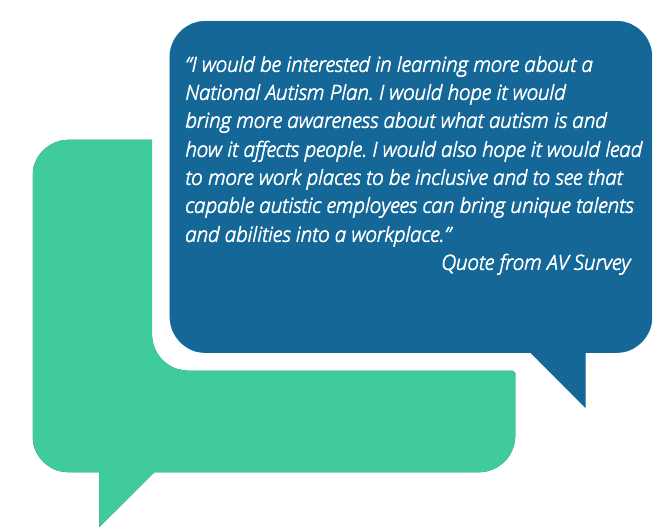 “I would be interested in learning more about a
National Autism Plan. I would hope it would
bring more awareness about what autism is and
how it affects people. I would also hope it would lead
to more work places to be inclusive and to see that
capable autistic employees can bring unique talents
and abilities into a workplace.”
Quote from AV Survey